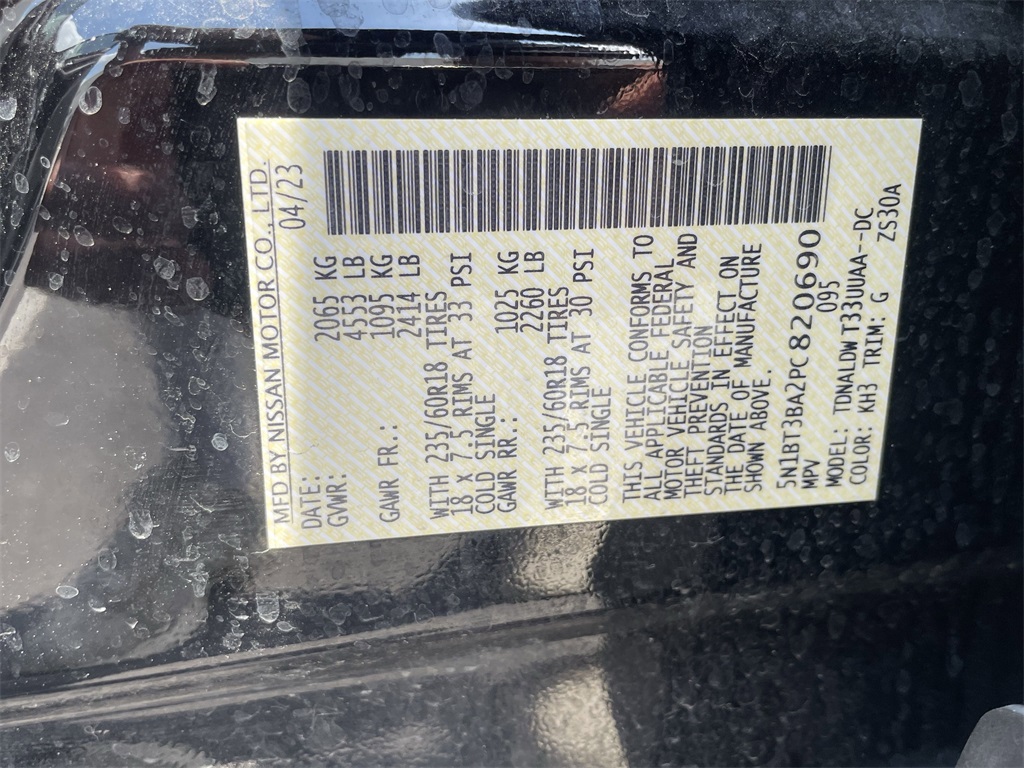 MFD BY NISSAN MOTOR CO., LTD.
DATE: 04/23
GVWR: 2065 KG
4553 LB
GAWR FR.: 1095 KG
2414 LB
WITH 235/60R18 TIRES
18 X 7.5 RIMS AT 33 PSI
COLD SINGLE
GAWR RR.: 1025 KG
2260 LB
WITH 235/60R18 TIRES
18 X 7.5 RIMS AT 30 PSI
COLD SINGLE
THIS VEHICLE CONFORMS TO
ALL APPLICABLE FEDERAL
MOTOR VEHICLE SAFETY AND
THEFT PREVENTION
STANDARDS IN EFFECT ON
THE DATE OF MANUFACTURE
SHOWN ABOVE.
5N1BT3BA2PC820690
MPV 095
MODEL: TDNALDW T33UUAA--DC
COLOR: KH3 TRIM: G ZS30A